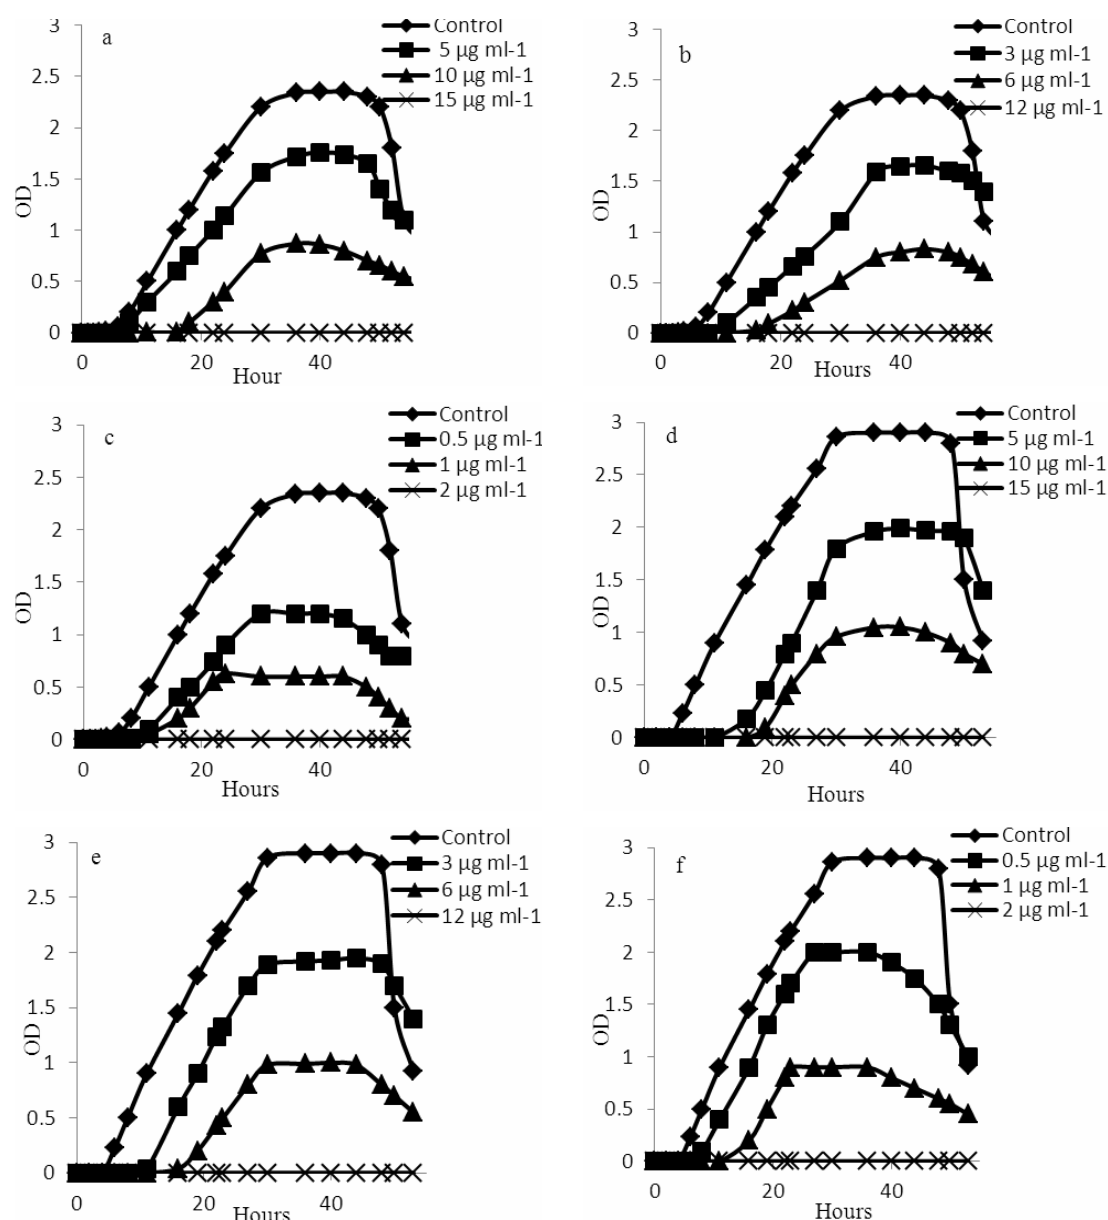 a
Control
5 µg ml-1
10 µg ml-1
15 µg ml-1
3
2.5
2
1.5
1
0.5
0
OD
0 20 40
Hour
b
Control
3 µg ml-1
6 µg ml-1
12 µg ml-1
3
2.5
2
1.5
1
0.5
0
OD
0 20 40
Hours
c
Control
0.5 µg ml-1
1 µg ml-1
2 µg ml-1
3
2.5
2
1.5
1
0.5
0
OD
0 20 40
Hours
d
Control
5 µg ml-1
10 µg ml-1
15 µg ml-1
3
2.5
2
1.5
1
0.5
0
OD
0 20 40
Hours
e
Control
3 µg ml-1
6 µg ml-1
12 µg ml-1
3
2.5
2
1.5
1
0.5
0
OD
0 20 40
Hours
f
Control
0.5 µg ml-1
1 µg ml-1
2 µg ml-1
3
2.5
2
1.5
1
0.5
0
OD
0 20 40
Hours